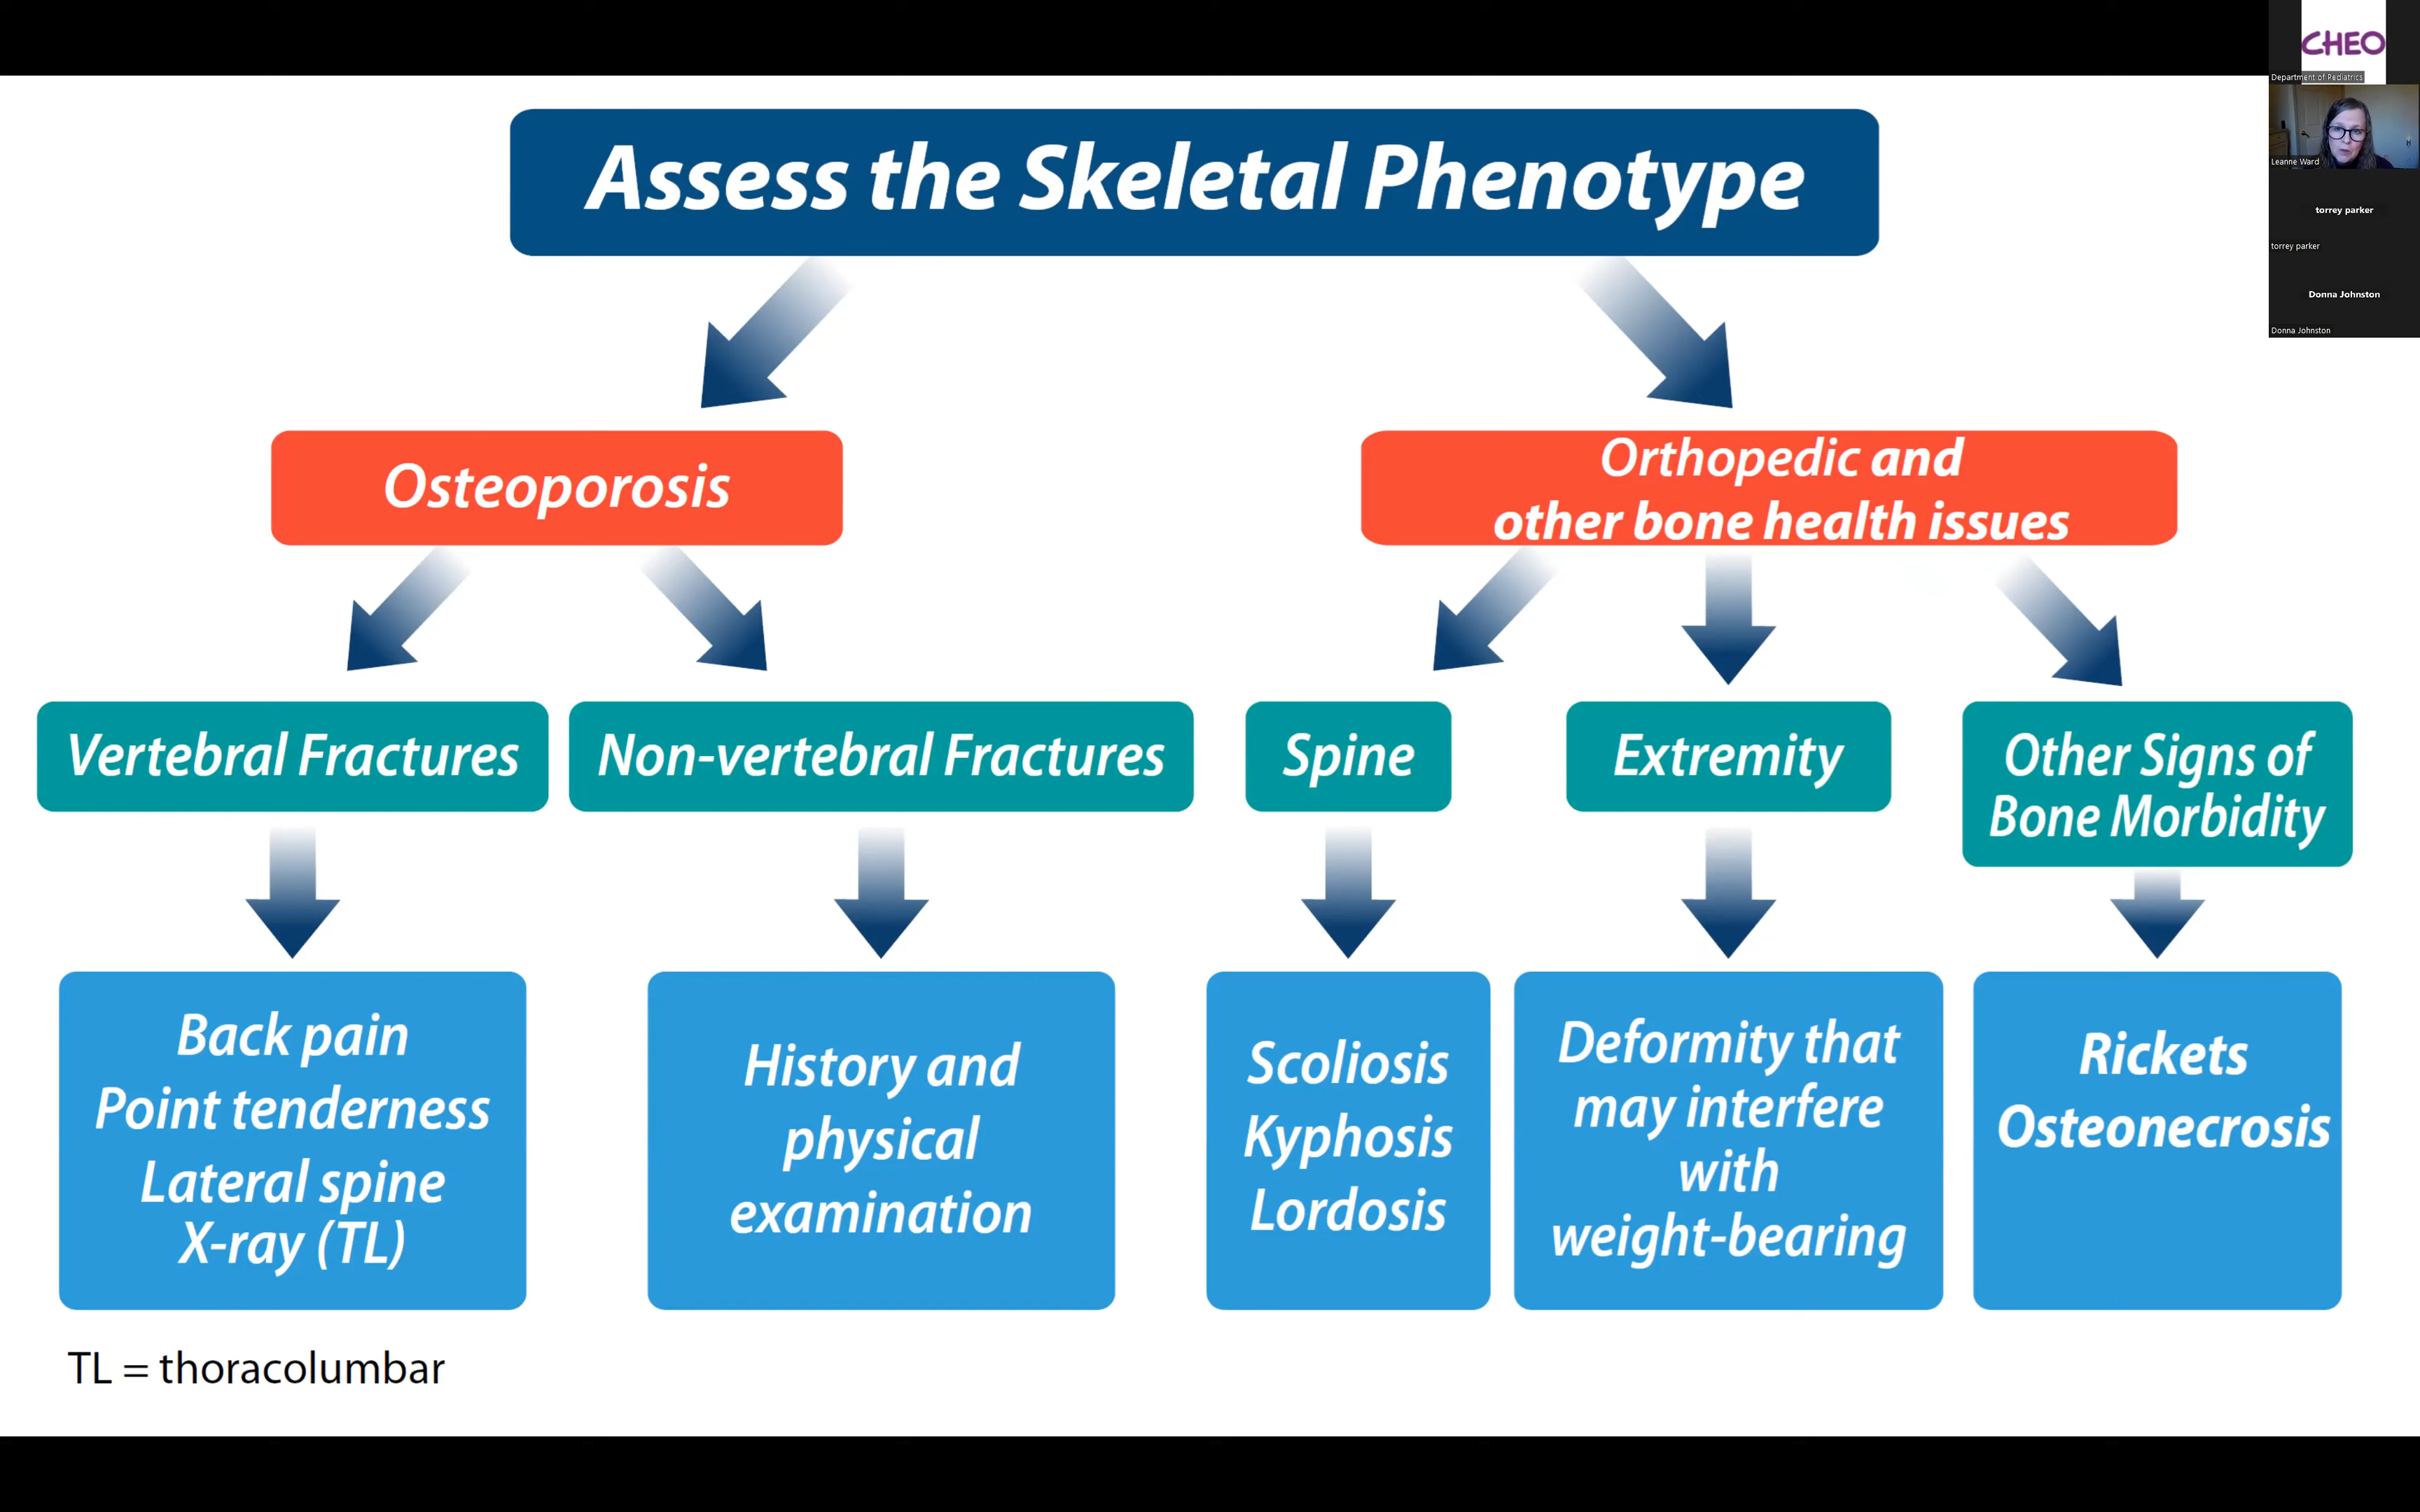 Assess the Skeletal Phenotype
Osteoporosis
Orthopedic and
other bone health issues
Vertebral Fractures
Non-vertebral Fractures
Spine
Extremity
Other Signs of
Bone Morbidity
Back pain
Point tenderness
Lateral spine
X-ray (TL)
History and
physical
examination
Scoliosis
Kyphosis
Lordosis
Deformity that
may interfere
with
weight-bearing
Rickets
Osteonecrosis
TL = thoracolumbar
CHEO
Department of Pediatrics
Leanne Ward
torrey parker
torrey parker
Donna Johnston
Donna Johnston